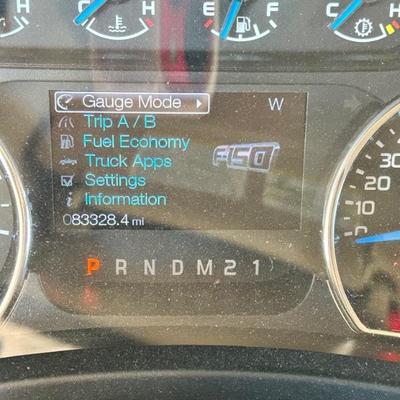 C H E F C H
Gauge Mode W
Trip A / B
Fuel Economy
F150
Truck Apps
Settings
i Information
083328.4 mi
P R N D M 2 1
30
20
10
0